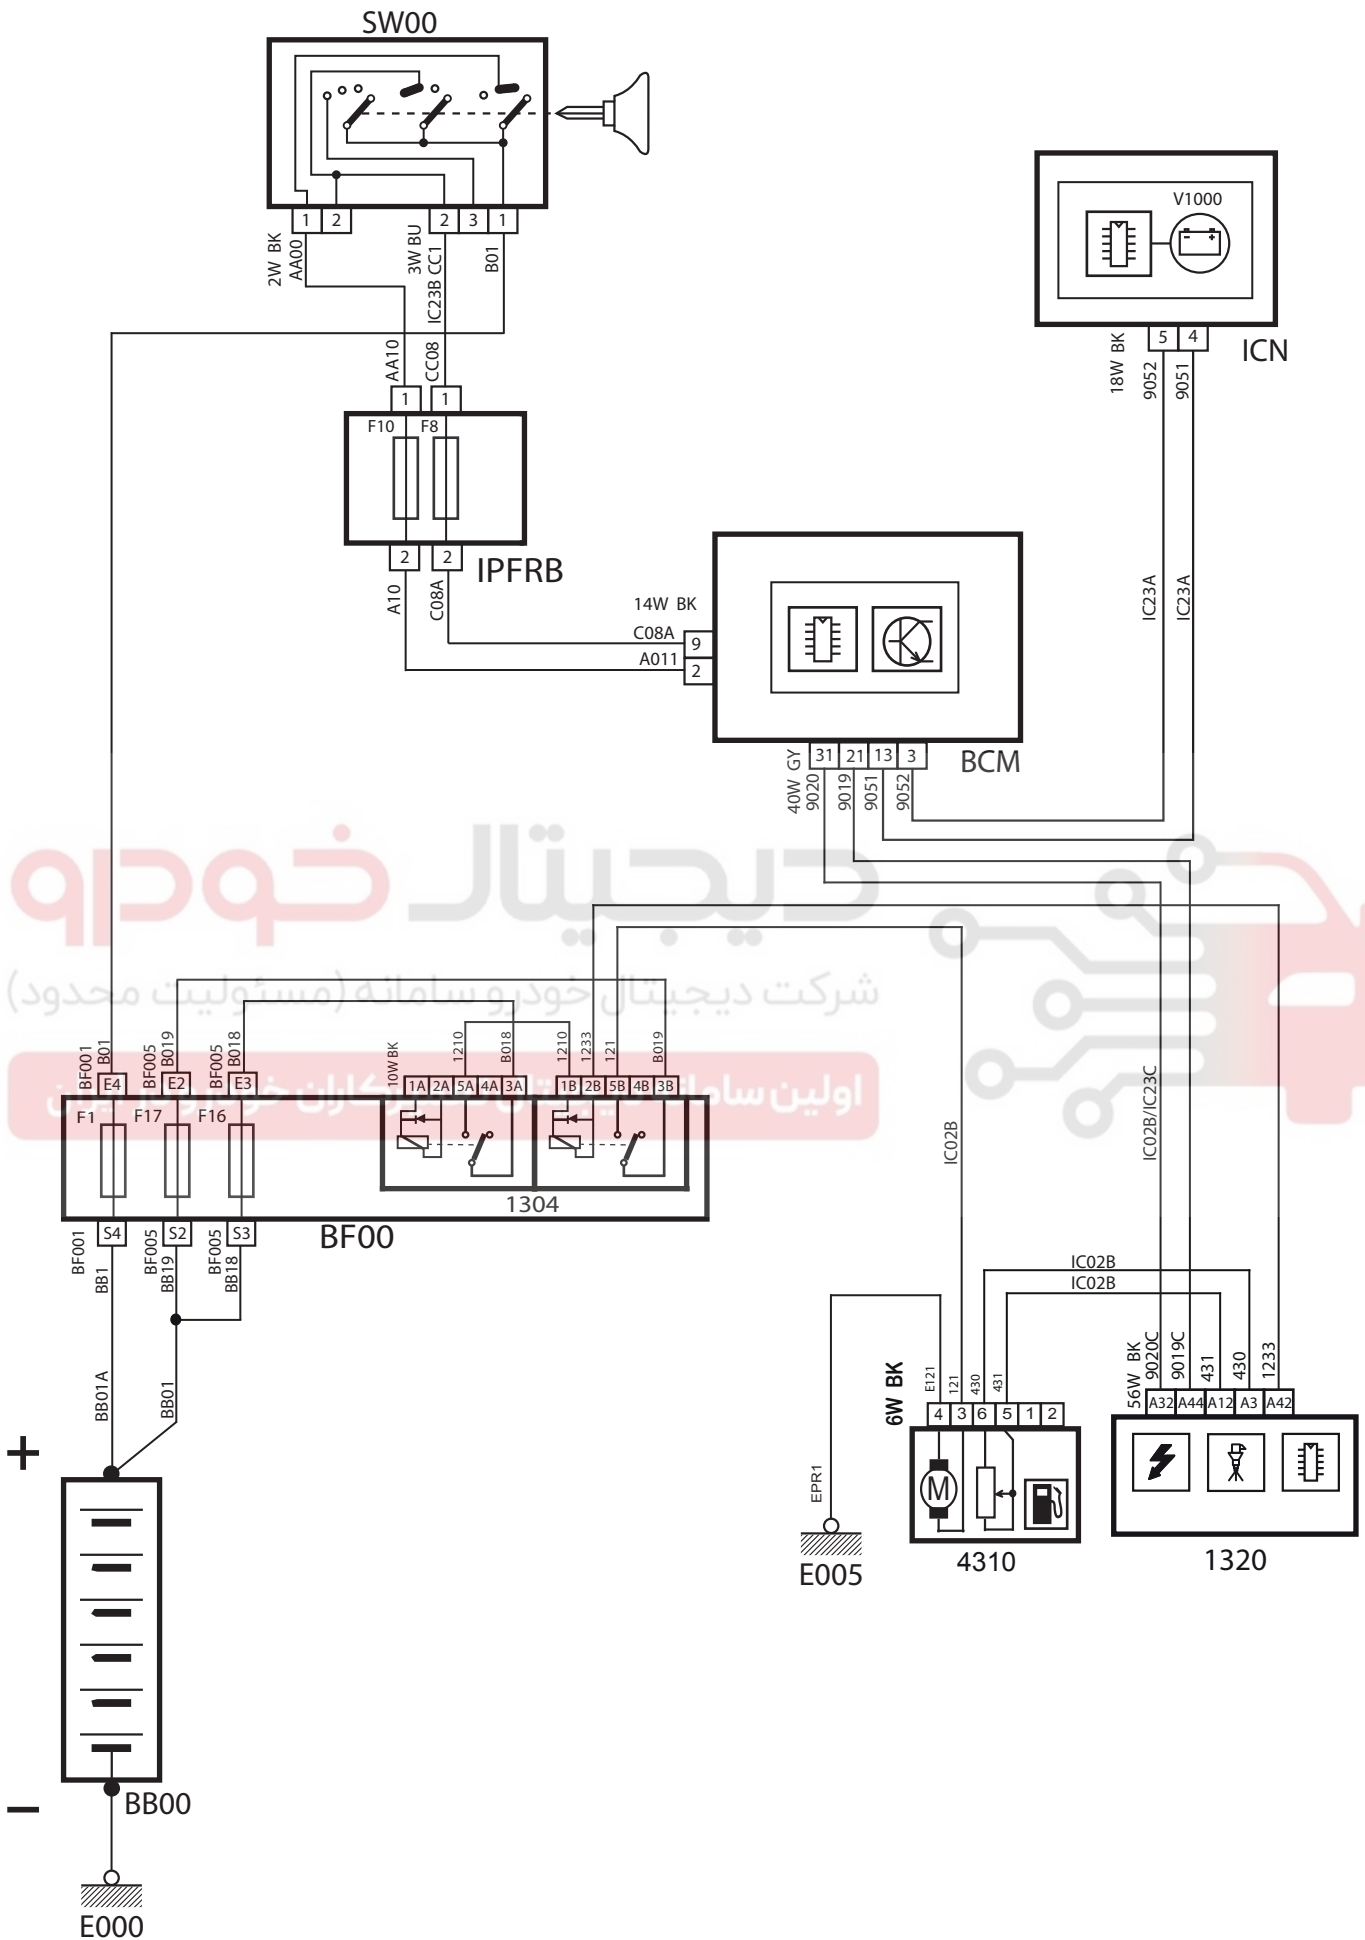 SW00
1 2 2 3 1
2W BK
AA00
3W BU
IC23B CC1
B01
V1000
5 4
ICN
18W BK
9052
9051
AA10
CC08
1 1
F10 F8
2 2
IPFRB
A10
C08A
14W BK
C08A
9
A011
2
IC23A
IC23A
31 21 13 3
BCM
40W GY
9020
9019
9051
9052
دیجیتال خودرو
شرکت دیجیتال خودرو سامانه (مسئولیت محدود)
BF001
B01
BF005
B019
BF005
B018
10W BK
1210
B018
1210
1233
121
B019
E4 E2 E3
1A 2A 5A 4A 3A 1B 2B 5B 4B 3B
F1 F17 F16
1304
IC02B
IC02B/IC23C
S4 S2 S3
BF00
BF001
BB1
BF005
BB19
BF005
BB18
IC02B
IC02B
BB01A
BB01
6W BK
E121
121
430
431
56W BK
9020C
9019C
431
430
1233
4 3 6 5 1 2
A32 A44 A12 A3 A42
+
M
EPR1
E005
4310
1320
−
BB00
E000